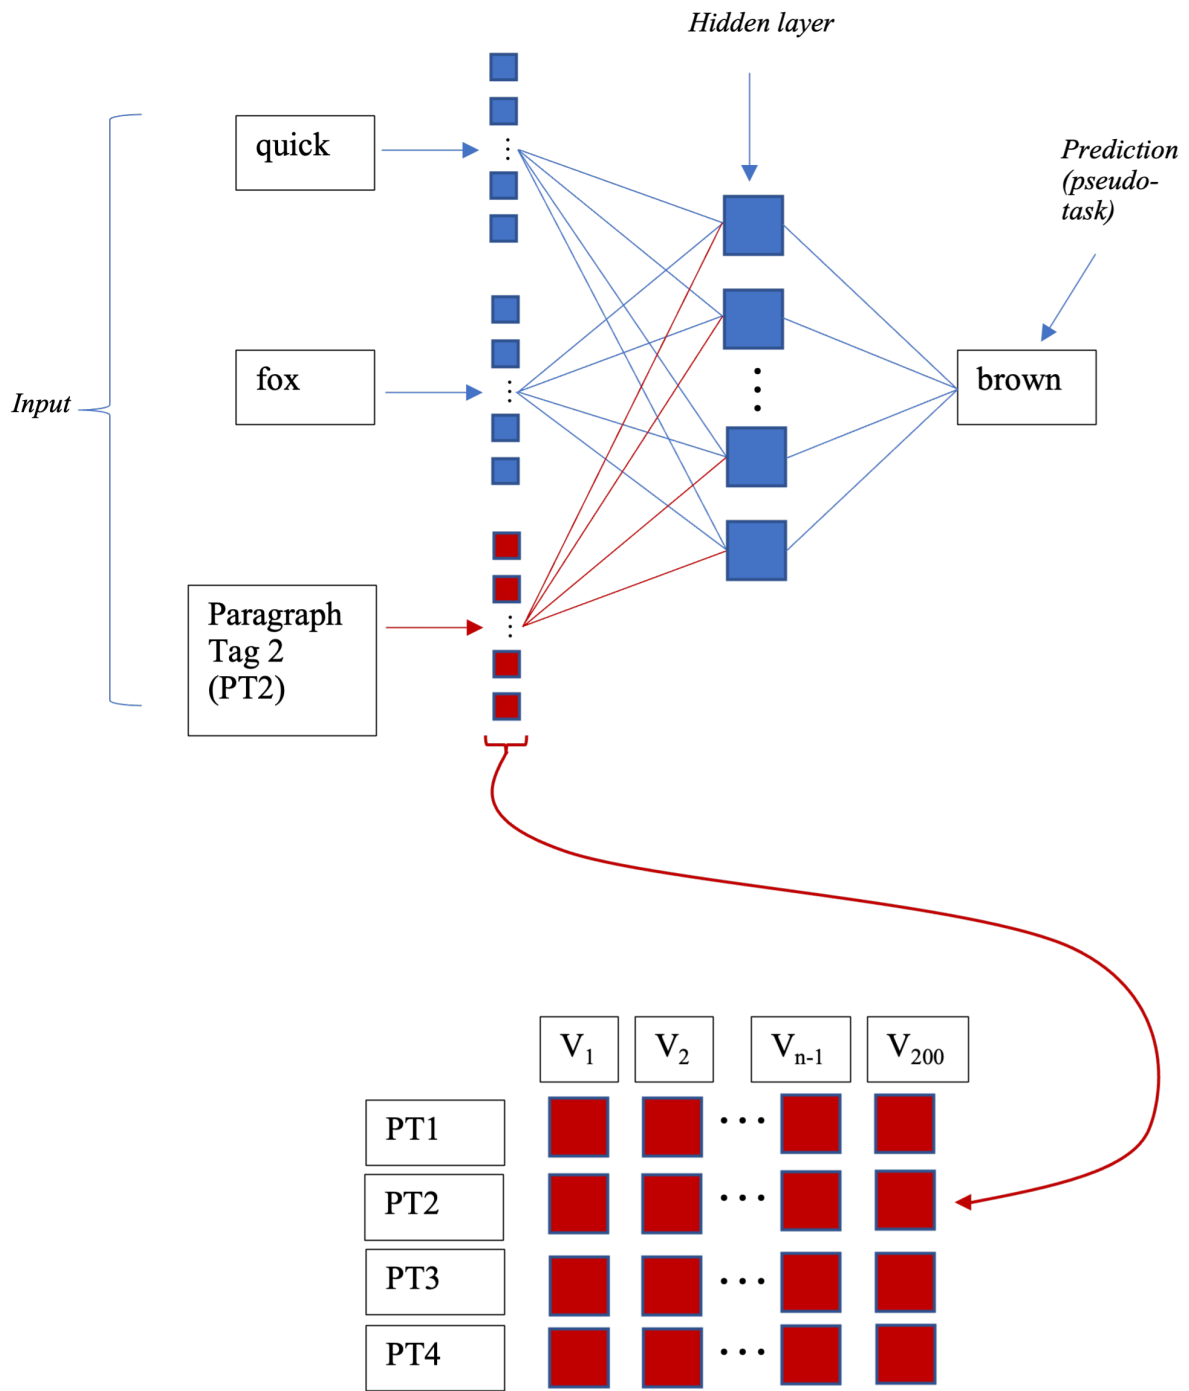 Hidden layer
quick
Prediction
(pseudo-
task)
fox
brown
Input
Paragraph
Tag 2
(PT2)
V1
V2
Vn-1
V200
PT1
PT2
PT3
PT4